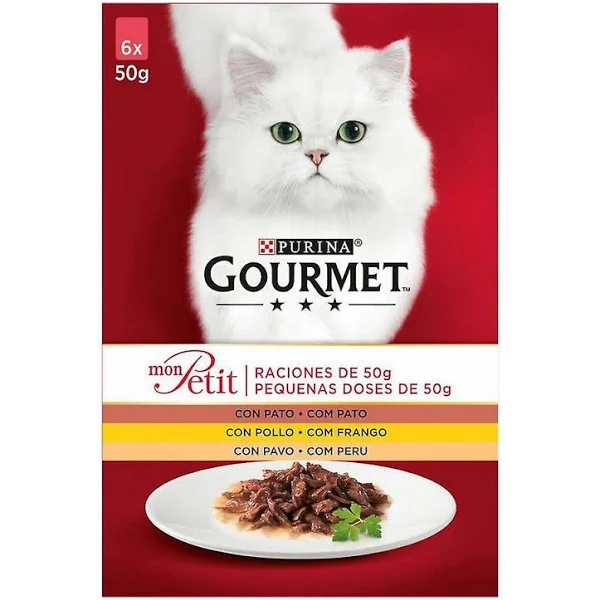 6x
50g
PURINA®
GOURMET™
mon Petit
RACIONES DE 50g
PEQUENAS DOSES DE 50g
CON PATO • COM PATO
CON POLLO • COM FRANGO
CON PAVO • COM PERU